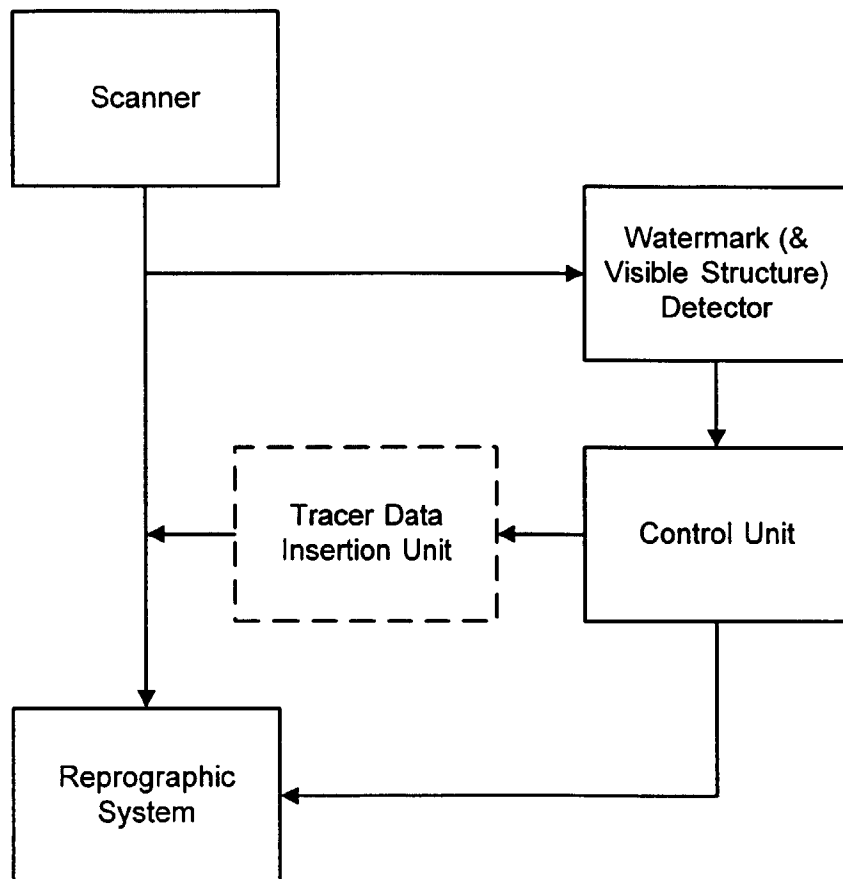 Scanner
Watermark (&
Visible Structure)
Detector
Tracer Data
Insertion Unit
Control Unit
Reprographic
System